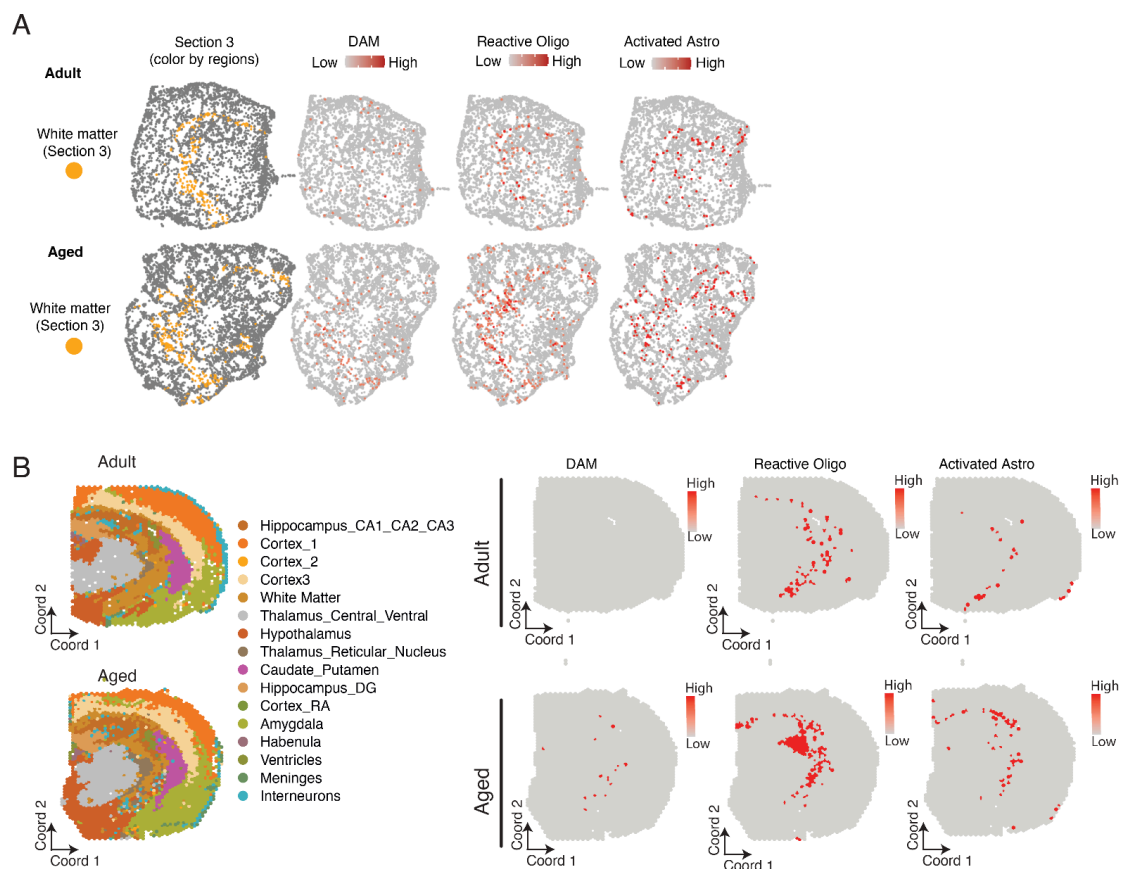 A
Section 3
(color by regions)
DAM
Low High
Reactive Oligo
Low High
Activated Astro
Low High
Adult
White matter
(Section 3)
Aged
White matter
(Section 3)
B
Adult
Coord 2
Coord 1
Aged
Coord 2
Coord 1
Hippocampus_CA1_CA2_CA3
Cortex_1
Cortex_2
Cortex3
White Matter
Thalamus_Central_Ventral
Hypothalamus
Thalamus_Reticular_Nucleus
Caudate_Putamen
Hippocampus_DG
Cortex_RA
Amygdala
Habenula
Ventricles
Meninges
Interneurons
DAM
Reactive Oligo
Activated Astro
Adult
High
Low
Coord 2
Coord 1
High
Low
Coord 2
Coord 1
High
Low
Coord 2
Coord 1
Aged
High
Low
Coord 2
Coord 1
High
Low
Coord 2
Coord 1
High
Low
Coord 2
Coord 1